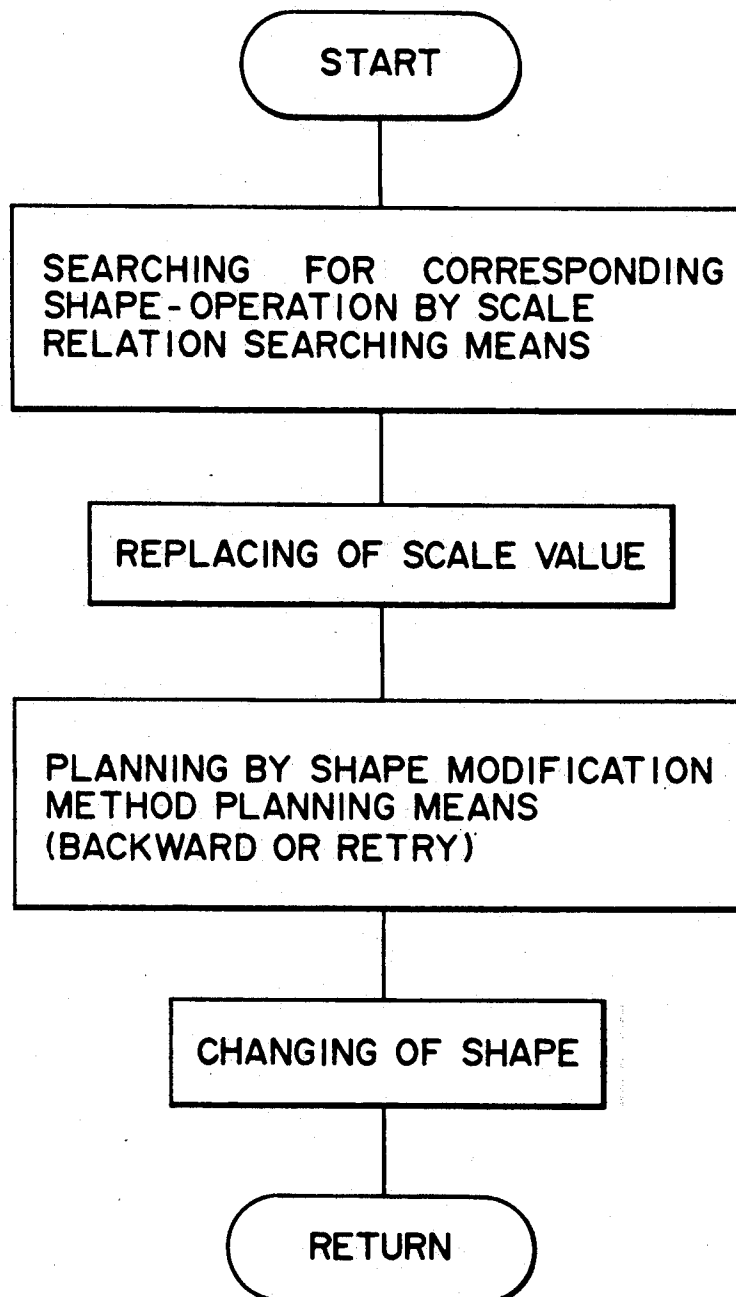 START
SEARCHING FOR CORRESPONDING
SHAPE-OPERATION BY SCALE
RELATION SEARCHING MEANS
REPLACING OF SCALE VALUE
PLANNING BY SHAPE MODIFICATION
METHOD PLANNING MEANS
(BACKWARD OR RETRY)
CHANGING OF SHAPE
RETURN